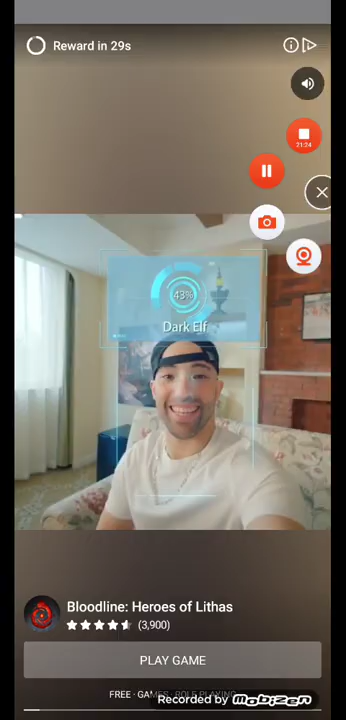 Reward in 29s
21:24
43%
Dark Elf
Bloodline: Heroes of Lithas
(3,900)
PLAY GAME
FREE · GAMES · ROLE PLAYING
Recorded by MOBIZEN